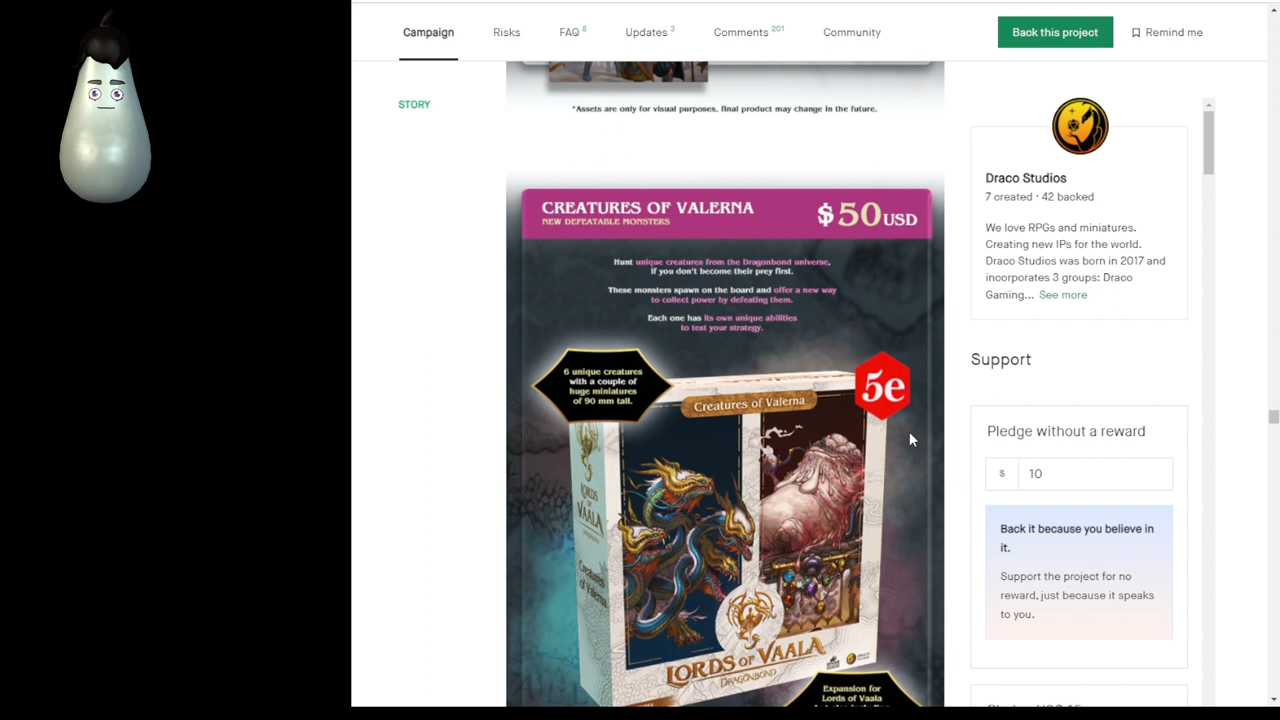 Campaign
Risks
FAQ 8
Updates 3
Comments 201
Community
Back this project
Remind me
STORY
*Assets are only for visual purposes, final product may change in the future.
CREATURES OF VALERNA
NEW DEFEATABLE MONSTERS
$50USD
Hunt unique creatures from the Dragonbond universe,
if you don't become their prey first.
These monsters spawn on the board and offer a new way
to collect power by defeating them.
Each one has its own unique abilities
to test your strategy.
6 unique creatures
with a couple of
huge miniatures
of 90 mm tall.
5e
Creatures of Valerna
LORDS
OF
VAALA
Creatures
of Valerna
LORDS OF VAALA
DRAGONBOND
Expansion for
Lords of Vaala
Draco Studios
7 created · 42 backed
We love RPGs and miniatures.
Creating new IPs for the world.
Draco Studios was born in 2017 and
incorporates 3 groups: Draco
Gaming... See more
Support
Pledge without a reward
$ 10
Back it because you believe in
it.
Support the project for no
reward, just because it speaks
to you.